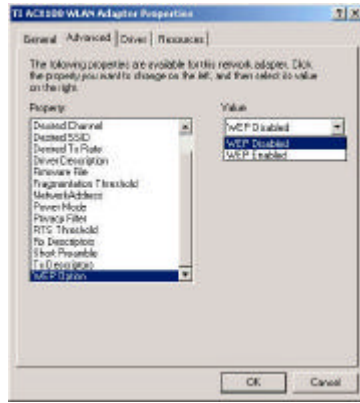 TI ACX100 WLAN Adapter Properties
General Advanced Driver Resources
The following properties are available for this network adapter. Click
the property you want to change on the left, and then select its value
on the right.
Property: Value:
Desired Channel WEP Disabled
Desired SSID WEP Disabled
Desired Tx Rate WEP Enabled
Driver Description
Firmware File
Fragmentation Threshold
NetworkAddress
Power Mode
Privacy Filter
RTS Threshold
Rx Descriptors
Short Preamble
Tx Descriptors
WEP Option
OK Cancel